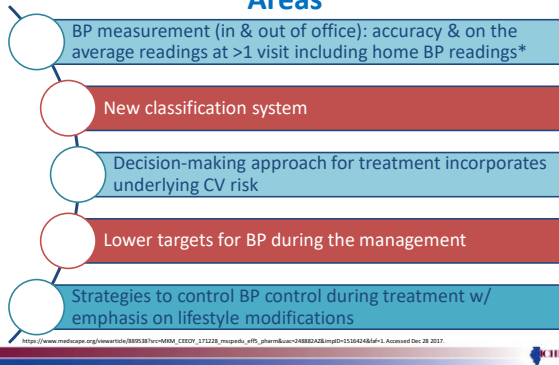 Areas
BP measurement (in & out of office): accuracy & on the
average readings at >1 visit including home BP readings*
New classification system
Decision-making approach for treatment incorporates
underlying CV risk
Lower targets for BP during the management
Strategies to control BP control during treatment w/
emphasis on lifestyle modifications
https://www.medscape.org/viewarticle/889538?src=MKM_CEEOY_171228_mscpedu_eff5_pharm&uac=248882AZ&impID=1516424&faf=1. Accessed Dec 28 2017.